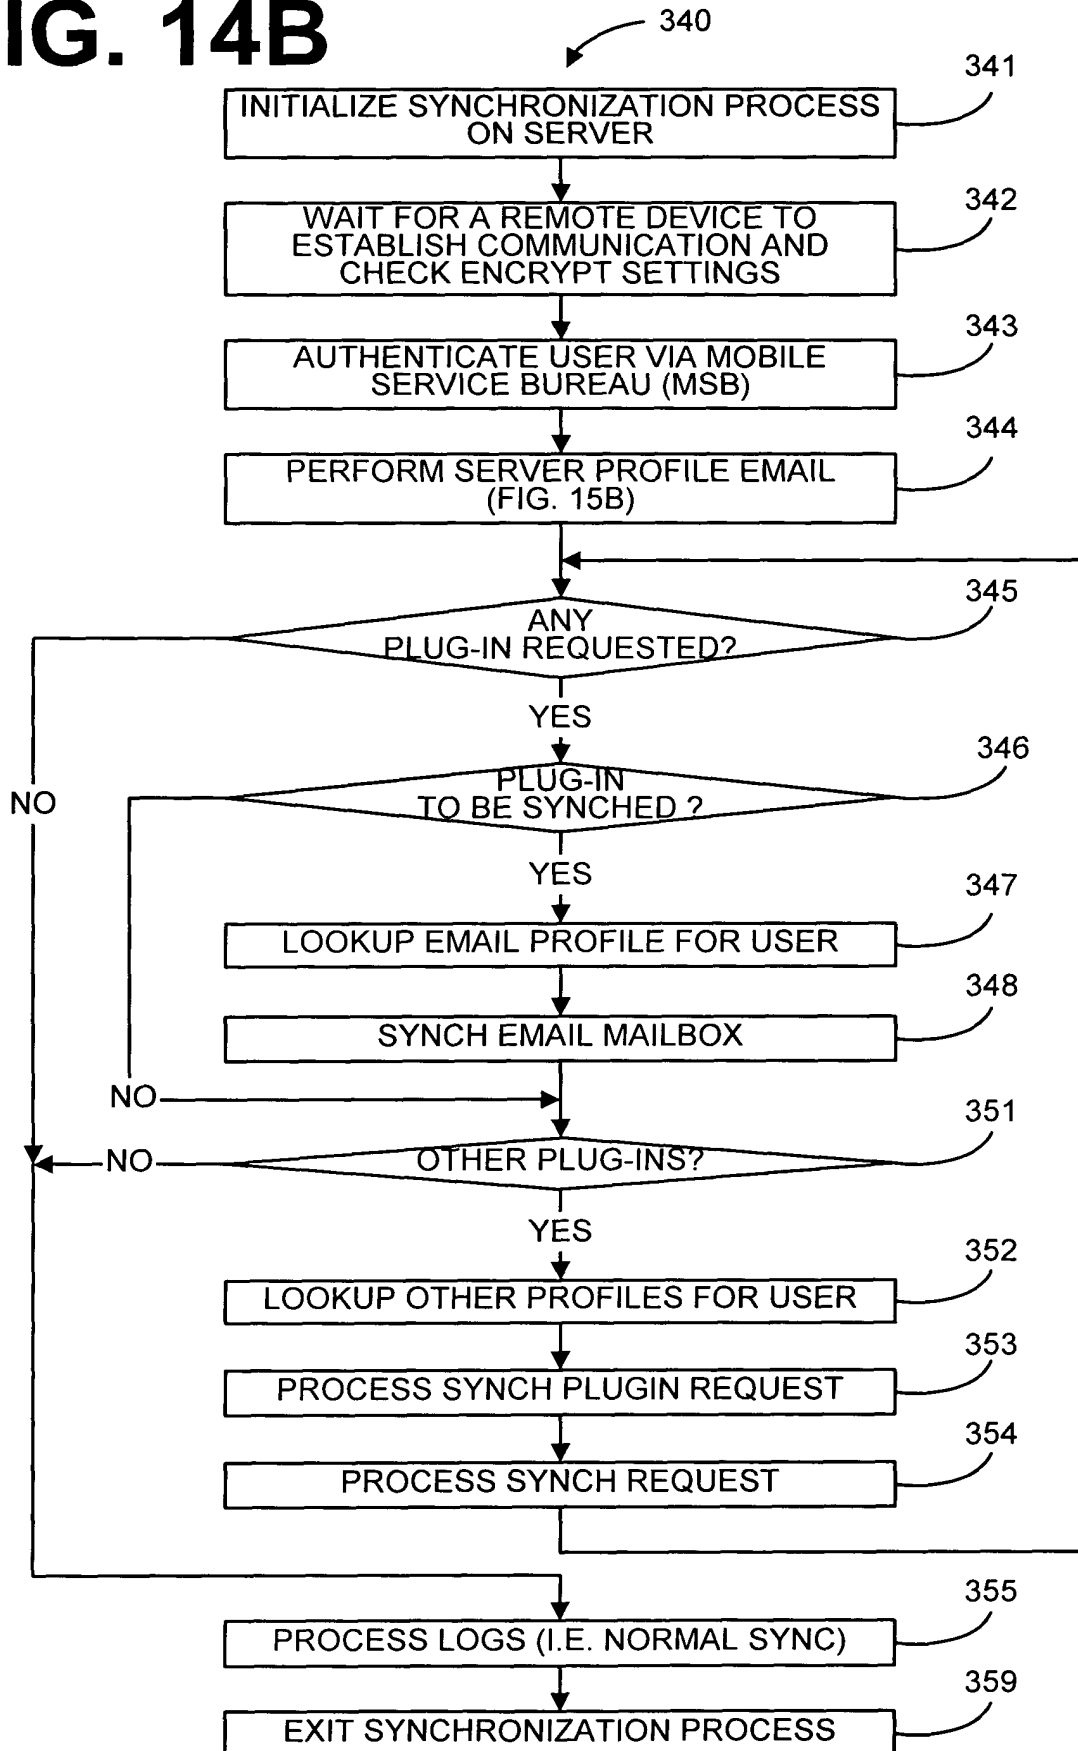 IG. 14B
340
341
INITIALIZE SYNCHRONIZATION PROCESS
ON SERVER
342
WAIT FOR A REMOTE DEVICE TO
ESTABLISH COMMUNICATION AND
CHECK ENCRYPT SETTINGS
343
AUTHENTICATE USER VIA MOBILE
SERVICE BUREAU (MSB)
344
PERFORM SERVER PROFILE EMAIL
(FIG. 15B)
345
ANY
PLUG-IN REQUESTED?
YES
346
PLUG-IN
TO BE SYNCHED ?
NO
YES
347
LOOKUP EMAIL PROFILE FOR USER
348
SYNCH EMAIL MAILBOX
NO
351
OTHER PLUG-INS?
NO
YES
352
LOOKUP OTHER PROFILES FOR USER
353
PROCESS SYNCH PLUGIN REQUEST
354
PROCESS SYNCH REQUEST
355
PROCESS LOGS (I.E. NORMAL SYNC)
359
EXIT SYNCHRONIZATION PROCESS